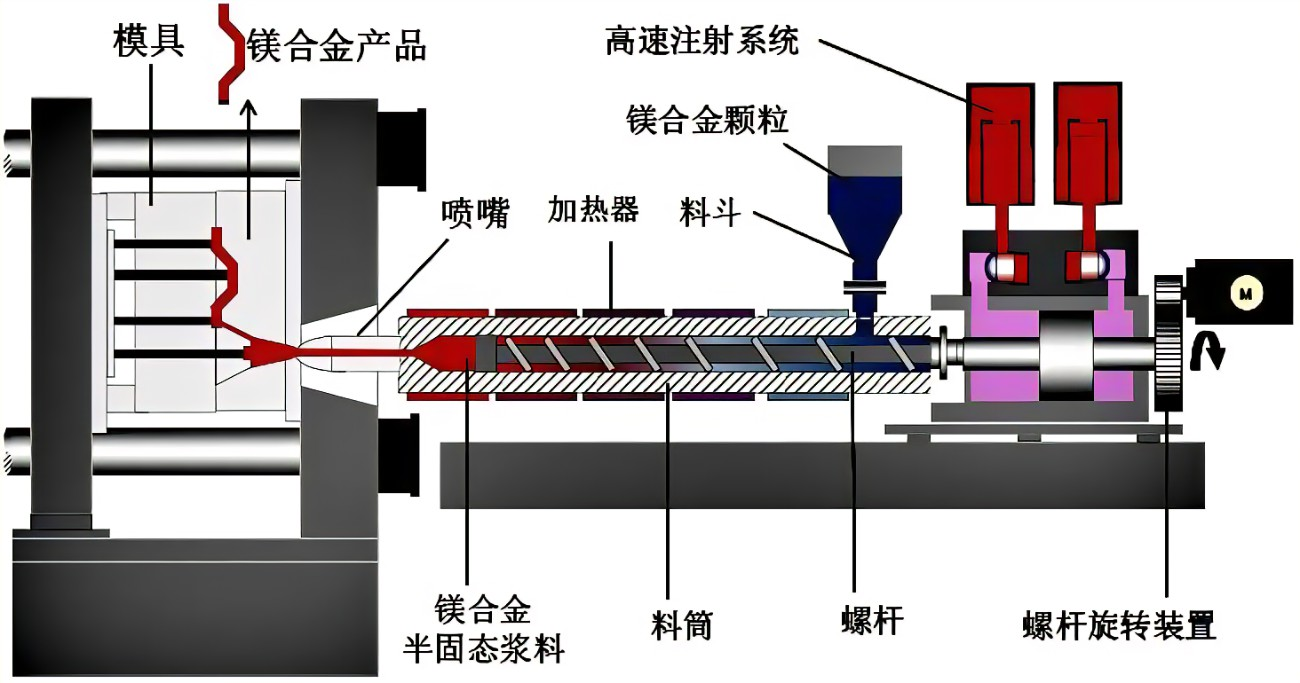 模具
镁合金产品
高速注射系统
镁合金颗粒
喷嘴
加热器
料斗
M
镁合金
半固态浆料
料筒
螺杆
螺杆旋转装置